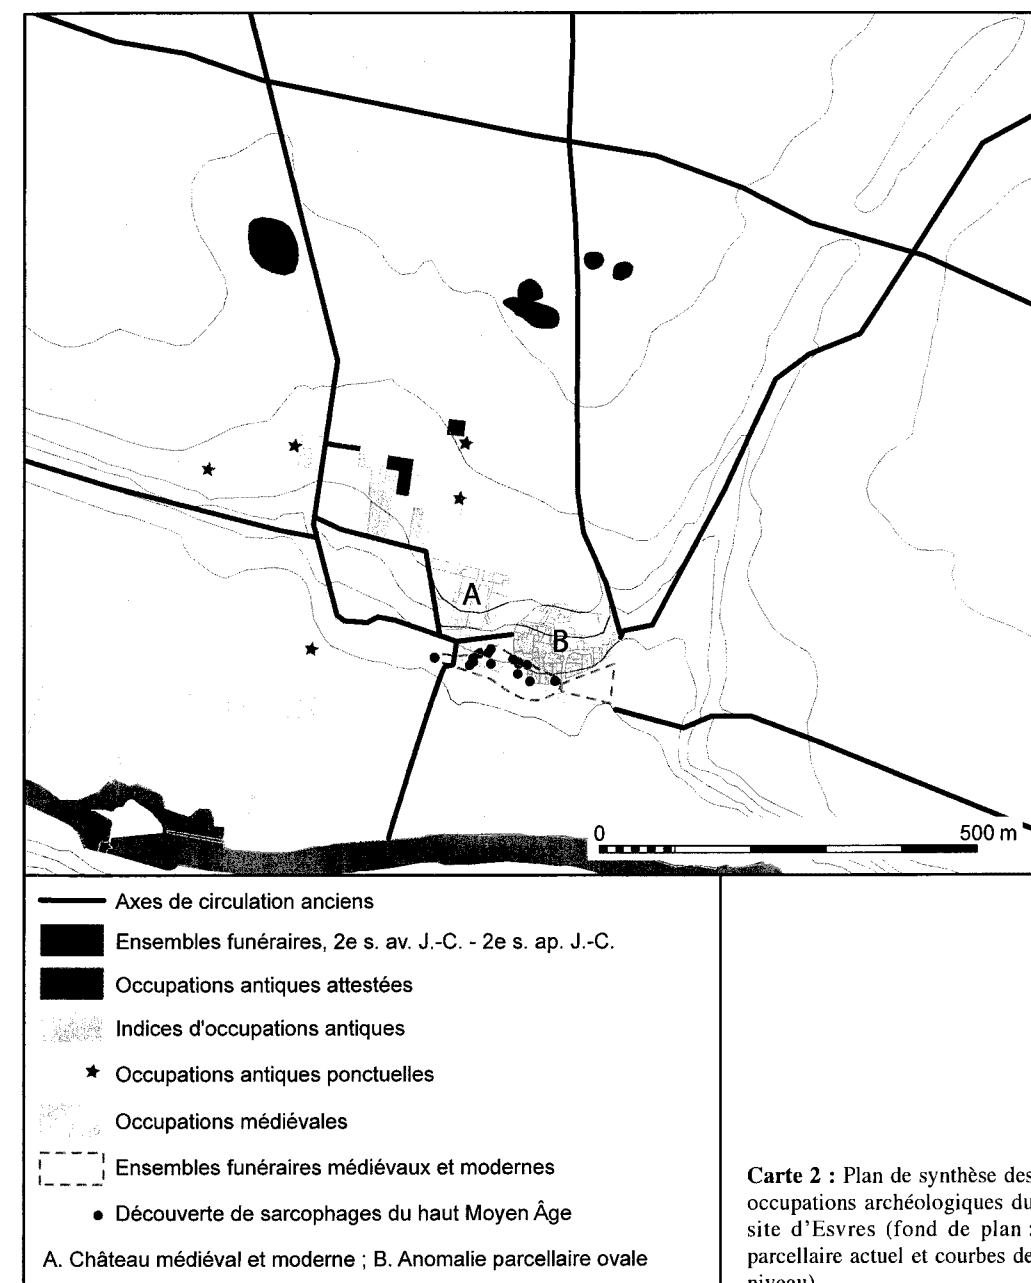 A
B
0
500 m
Axes de circulation anciens
Ensembles funéraires, 2e s. av. J.-C. - 2e s. ap. J.-C.
Occupations antiques attestées
Indices d'occupations antiques
Occupations antiques ponctuelles
Occupations médiévales
Ensembles funéraires médiévaux et modernes
Découverte de sarcophages du haut Moyen Âge
A. Château médiéval et moderne ; B. Anomalie parcellaire ovale
Carte 2 : Plan de synthèse des
occupations archéologiques du
site d'Esvres (fond de plan :
parcellaire actuel et courbes de
niveau)